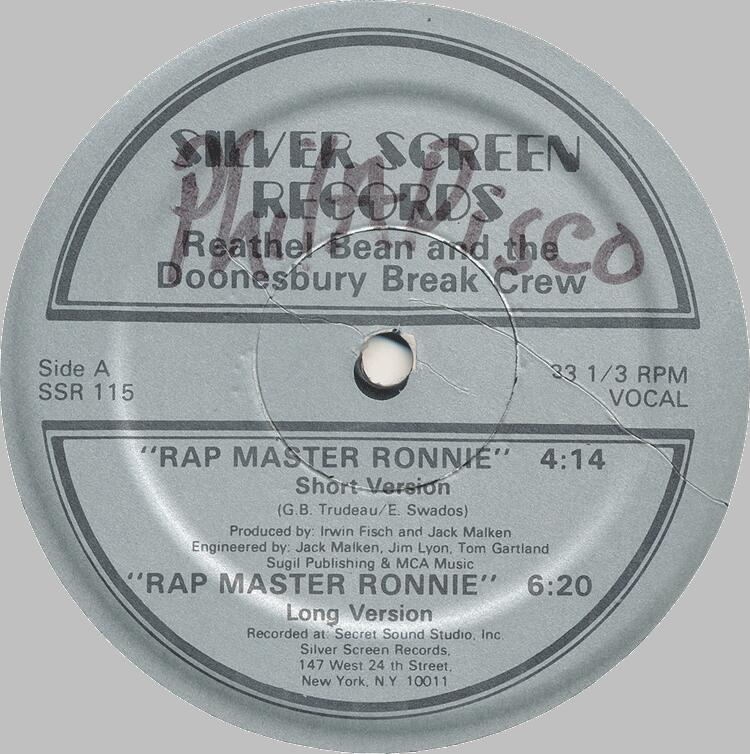 SILVER SCREEN
RECORDS
Phil A Disco
Reathel Bean and the
Doonesbury Break Crew
Side A
SSR 115
33 1/3 RPM
VOCAL
"RAP MASTER RONNIE" 4:14
Short Version
(G.B. Trudeau/E. Swados)
Produced by: Irwin Fisch and Jack Malken
Engineered by: Jack Malken, Jim Lyon, Tom Gartland
Sugil Publishing & MCA Music
"RAP MASTER RONNIE" 6:20
Long Version
Recorded at: Secret Sound Studio, Inc.
Silver Screen Records,
147 West 24 th Street,
New York, N.Y 10011